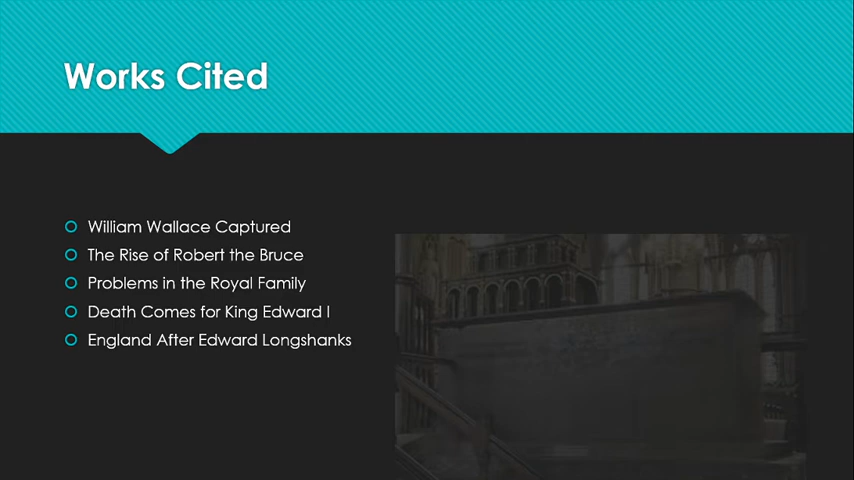 Works Cited
William Wallace Captured
The Rise of Robert the Bruce
Problems in the Royal Family
Death Comes for King Edward I
England After Edward Longshanks